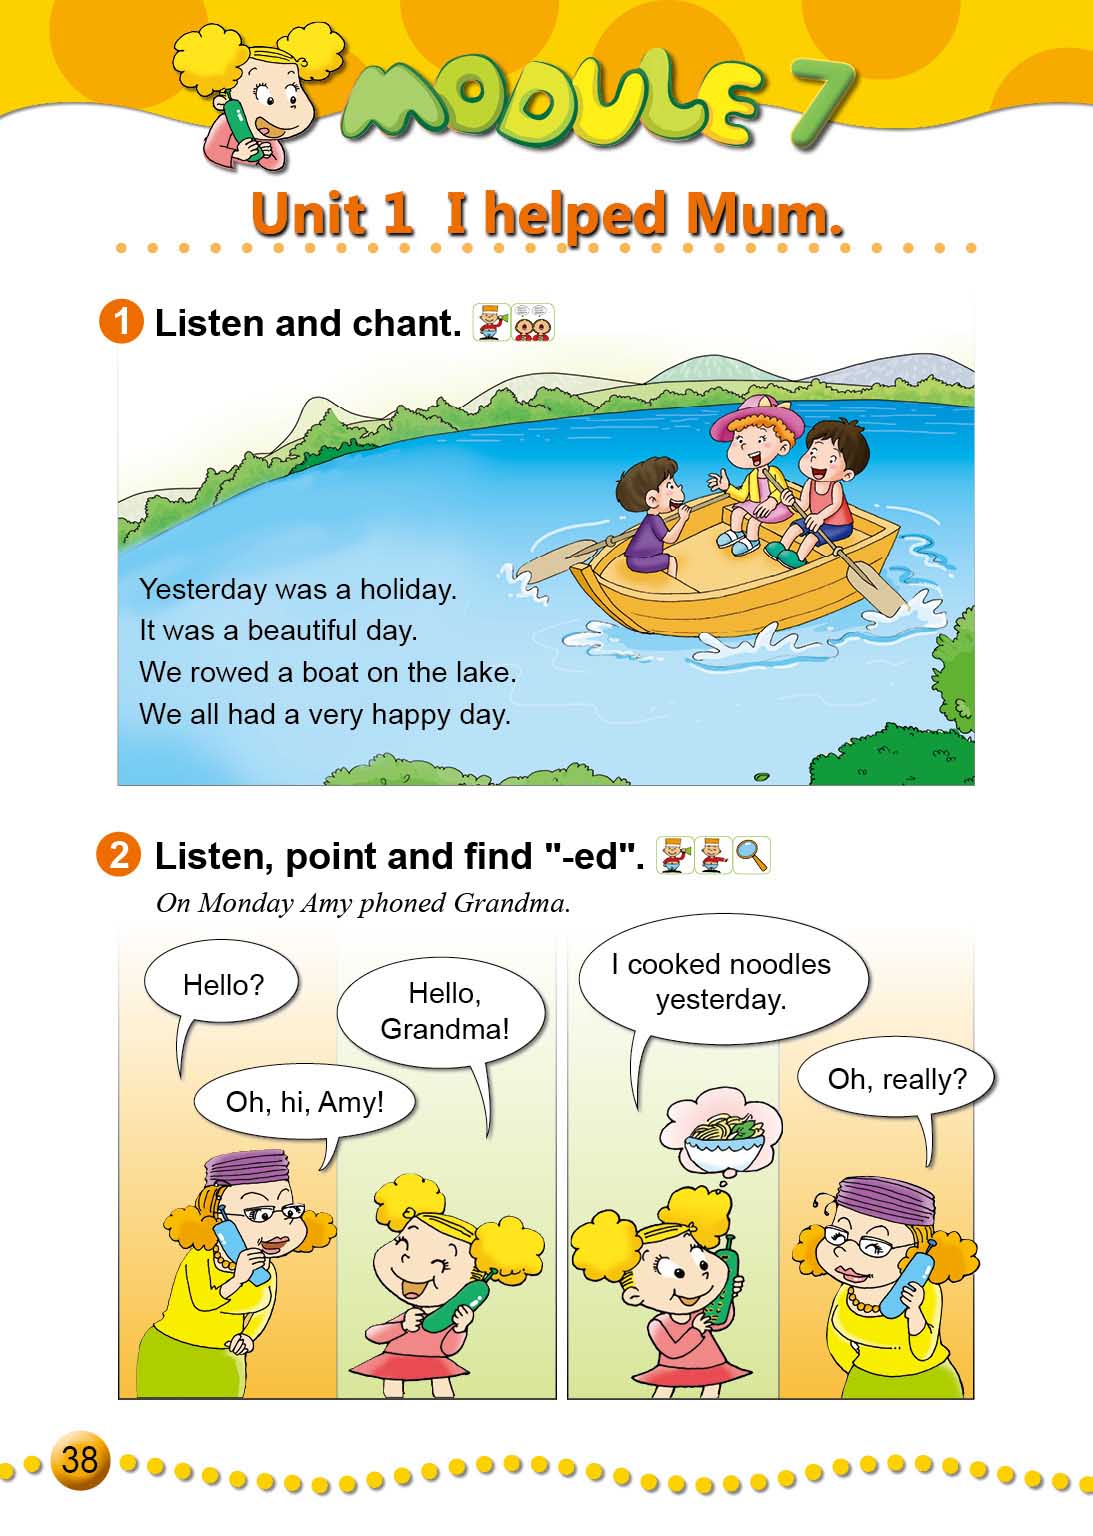 MODULE 7
Unit 1 I helped Mum.
1 Listen and chant.
Yesterday was a holiday.
It was a beautiful day.
We rowed a boat on the lake.
We all had a very happy day.
2 Listen, point and find "-ed".
On Monday Amy phoned Grandma.
Hello?
Hello,
Grandma!
Oh, hi, Amy!
I cooked noodles
yesterday.
Oh, really?
38